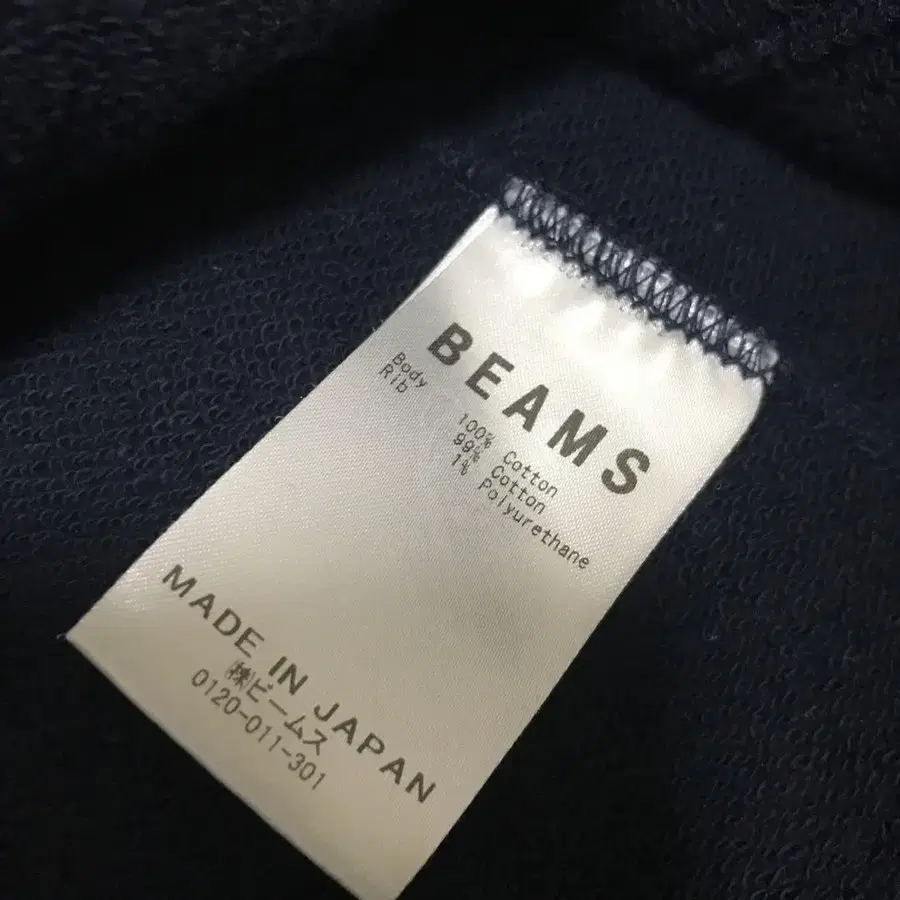 BEAMS
Body 100% Cotton
Rib 99% Cotton
1% Polyurethane
MADE IN JAPAN
㈱ビームス
0120-011-301